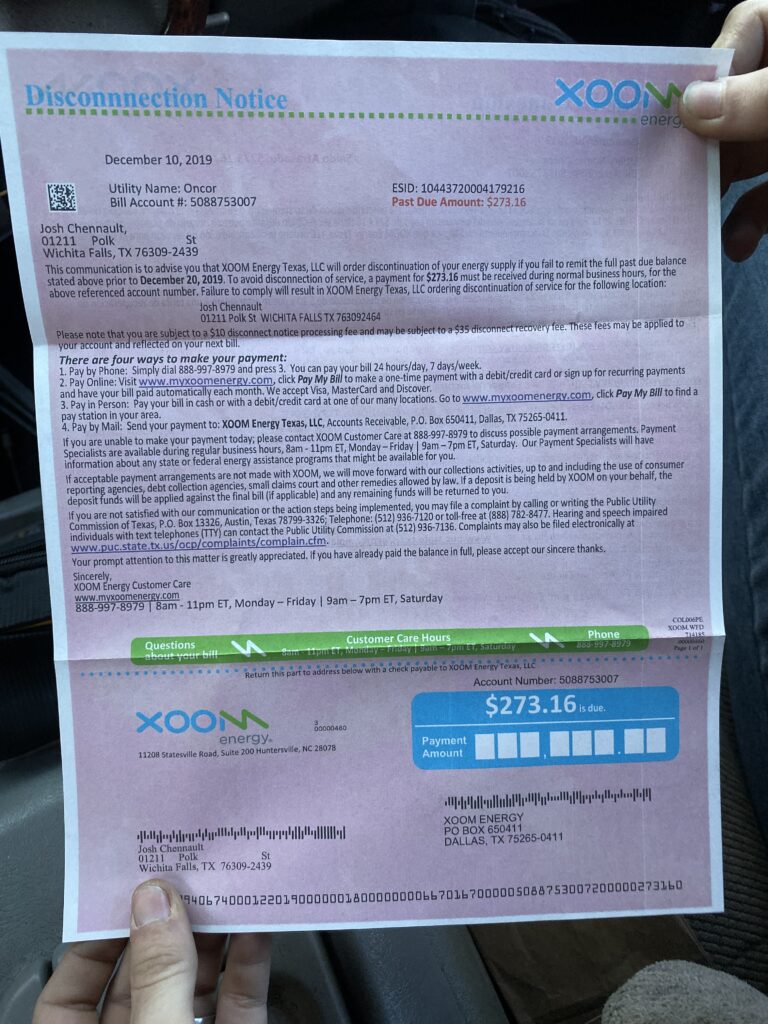 Disconnnection Notice
XOOM
energy
December 10, 2019
Utility Name: Oncor
Bill Account #: 5088753007
ESID: 10443720004179216
Past Due Amount: $273.16
Josh Chennault,
01211 Polk St
Wichita Falls, TX 76309-2439
This communication is to advise you that XOOM Energy Texas, LLC will order discontinuation of your energy supply if you fail to remit the full past due balance
stated above prior to December 20, 2019. To avoid disconnection of service, a payment for $273.16 must be received during normal business hours, for the
above referenced account number. Failure to comply will result in XOOM Energy Texas, LLC ordering discontinuation of service for the following location:
Josh Chennault
01211 Polk St WICHITA FALLS TX 763092464
Please note that you are subject to a $10 disconnect notice processing fee and may be subject to a $35 disconnect recovery fee. These fees may be applied to
your account and reflected on your next bill.
There are four ways to make your payment:
1. Pay by Phone: Simply dial 888-997-8979 and press 3. You can pay your bill 24 hours/day, 7 days/week.
2. Pay Online: Visit www.myxoomenergy.com, click Pay My Bill to make a one-time payment with a debit/credit card or sign up for recurring payments
and have your bill paid automatically each month. We accept Visa, MasterCard and Discover.
3. Pay in Person: Pay your bill in cash or with a debit/credit card at one of our many locations. Go to www.myxoomenergy.com, click Pay My Bill to find a
pay station in your area.
4. Pay by Mail: Send your payment to: XOOM Energy Texas, LLC, Accounts Receivable, P.O. Box 650411, Dallas, TX 75265-0411.
If you are unable to make your payment today; please contact XOOM Customer Care at 888-997-8979 to discuss possible payment arrangements. Payment
Specialists are available during regular business hours, 8am - 11pm ET, Monday – Friday | 9am – 7pm ET, Saturday. Our Payment Specialists will have
information about any state or federal energy assistance programs that might be available for you.
If acceptable payment arrangements are not made with XOOM, we will move forward with our collections activities, up to and including the use of consumer
reporting agencies, debt collection agencies, small claims court and other remedies allowed by law. If a deposit is being held by XOOM on your behalf, the
deposit funds will be applied against the final bill (if applicable) and any remaining funds will be returned to you.
If you are not satisfied with our communication or the action steps being implemented, you may file a complaint by calling or writing the Public Utility
Commission of Texas, P.O. Box 13326, Austin, Texas 78799-3326; Telephone: (512) 936-7120 or toll-free at (888) 782-8477. Hearing and speech impaired
individuals with text telephones (TTY) can contact the Public Utility Commission at (512) 936-7136. Complaints may also be filed electronically at
www.puc.state.tx.us/ocp/complaints/complain.cfm.
Your prompt attention to this matter is greatly appreciated. If you have already paid the balance in full, please accept our sincere thanks.
Sincerely,
XOOM Energy Customer Care
www.myxoomenergy.com
888-997-8979 | 8am - 11pm ET, Monday – Friday | 9am – 7pm ET, Saturday
COL006PE
XOOM.WFD
Page 1 of 1
Questions
about your bill
Customer Care Hours
8am - 11pm ET, Monday – Friday | 9am – 7pm ET, Saturday
Phone
888-997-8979
Return this part to address below with a check payable to XOOM Energy Texas, LLC
Account Number: 5088753007
$273.16 is due.
Payment
Amount
XOOM
energy
3
00000460
11208 Statesville Road, Suite 200 Huntersville, NC 28078
XOOM ENERGY
PO BOX 650411
DALLAS, TX 75265-0411
Josh Chennault
01211 Polk St
Wichita Falls, TX 76309-2439